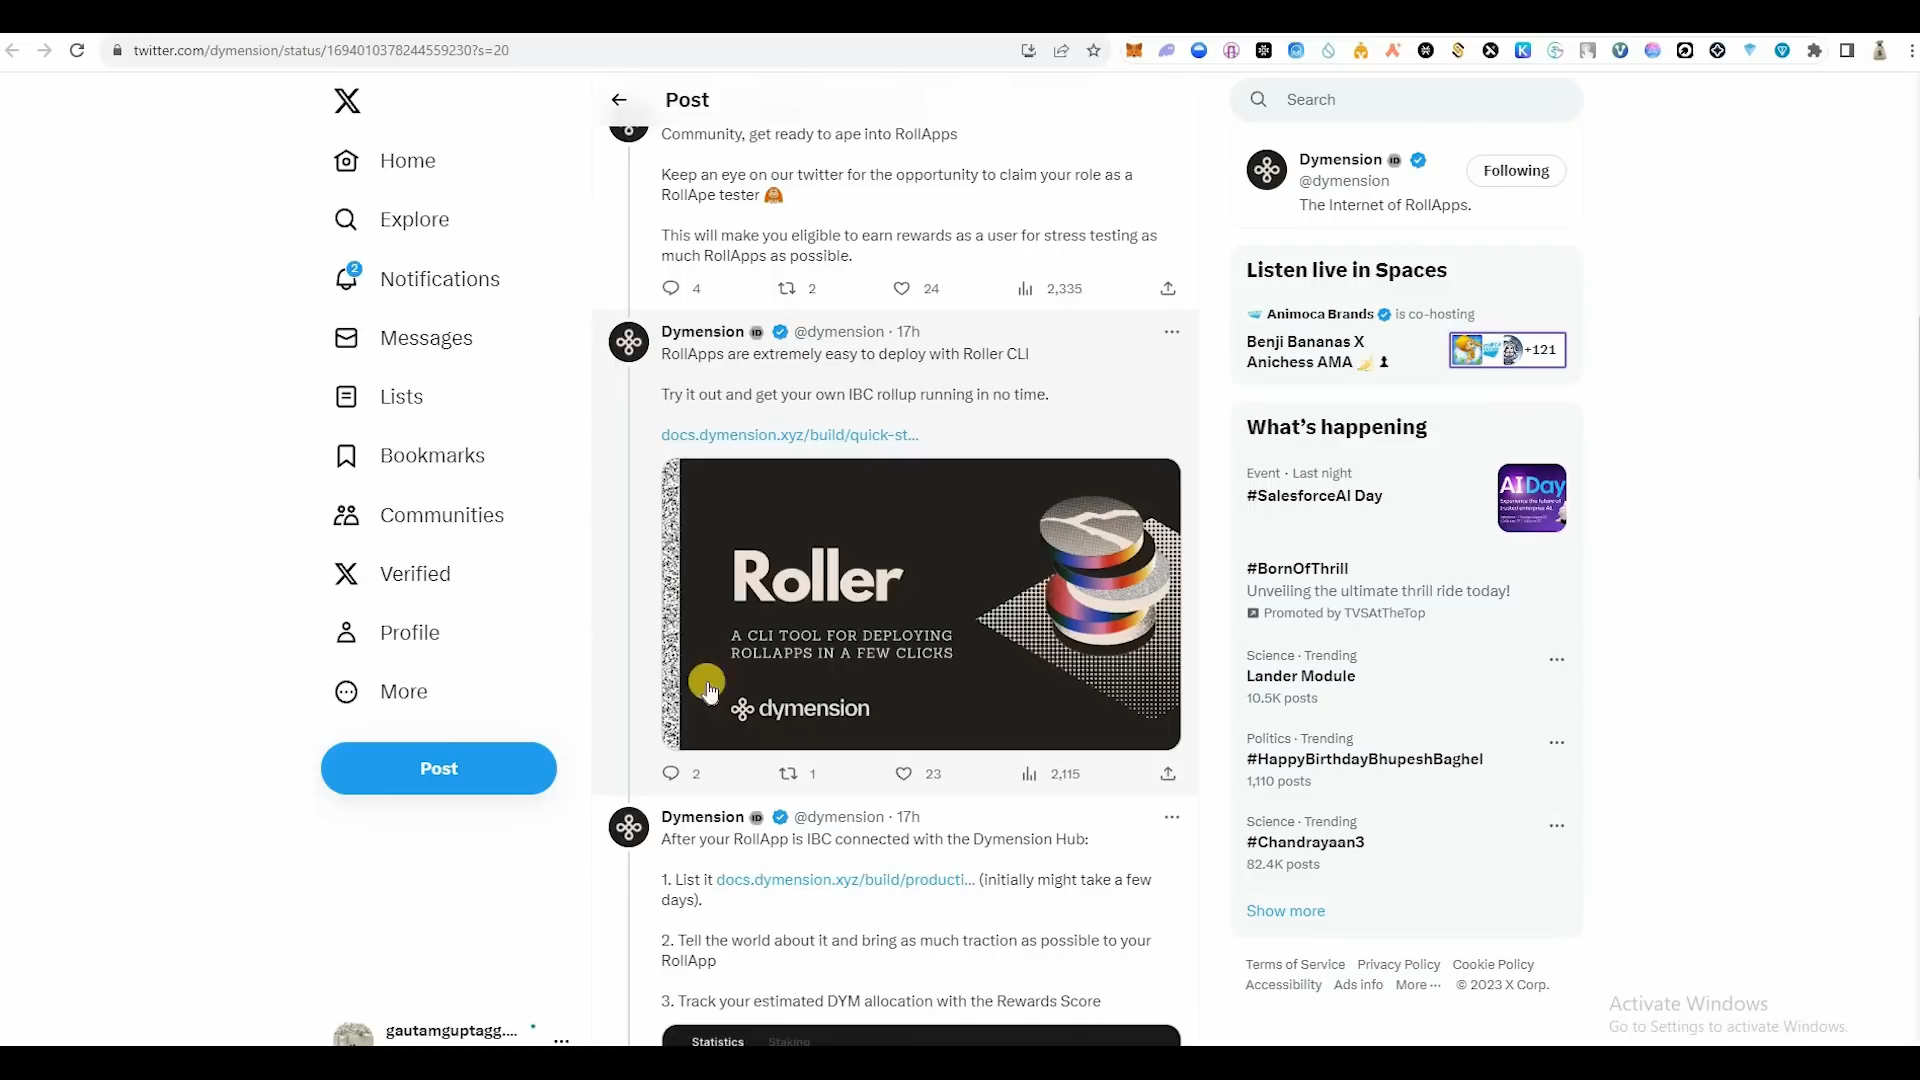 twitter.com/dymension/status/1694010378244559230?s=20
Post
Search
Home
Explore
2
Notifications
Messages
Lists
Bookmarks
Communities
Verified
Profile
More
Post
gautamguptagg....
Community, get ready to ape into RollApps
Keep an eye on our twitter for the opportunity to claim your role as a
RollApe tester
This will make you eligible to earn rewards as a user for stress testing as
much RollApps as possible.
4 2 24 2,335
Dymension @dymension · 17h
RollApps are extremely easy to deploy with Roller CLI
Try it out and get your own IBC rollup running in no time.
docs.dymension.xyz/build/quick-st...
Roller
A CLI TOOL FOR DEPLOYING
ROLLAPPS IN A FEW CLICKS
dymension
2 1 23 2,115
Dymension @dymension · 17h
After your RollApp is IBC connected with the Dymension Hub:
1. List it docs.dymension.xyz/build/producti... (initially might take a few
days).
2. Tell the world about it and bring as much traction as possible to your
RollApp
3. Track your estimated DYM allocation with the Rewards Score
Statistics Staking
Dymension
@dymension
Following
The Internet of RollApps.
Listen live in Spaces
Animoca Brands is co-hosting
Benji Bananas X
Anichess AMA
+121
What's happening
Event · Last night
#SalesforceAI Day
AI Day
#BornOfThrill
Unveiling the ultimate thrill ride today!
Promoted by TVSAtTheTop
Science · Trending
Lander Module
10.5K posts
Politics · Trending
#HappyBirthdayBhupeshBaghel
1,110 posts
Science · Trending
#Chandrayaan3
82.4K posts
Show more
Terms of Service Privacy Policy Cookie Policy
Accessibility Ads info More ··· © 2023 X Corp.
Activate Windows
Go to Settings to activate Windows.